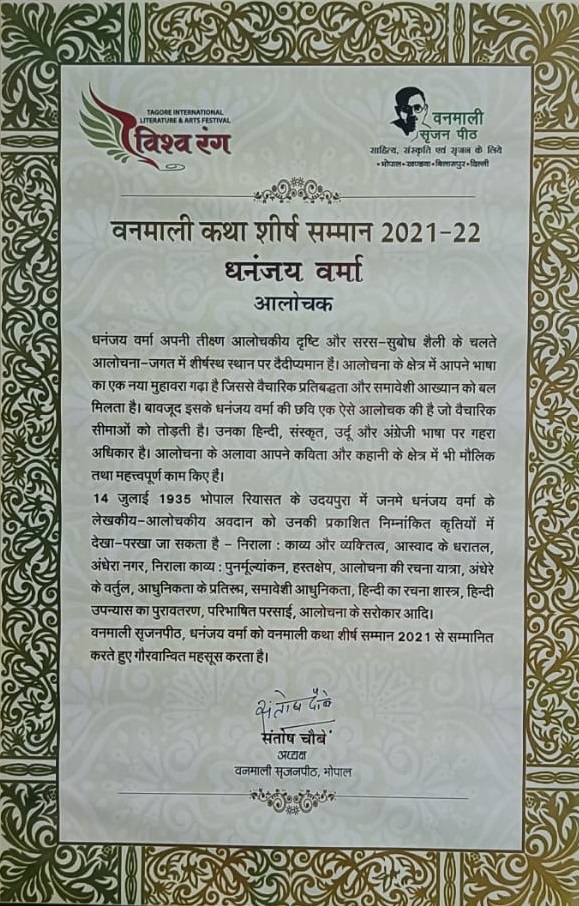 TAGORE INTERNATIONAL
LITERATURE & ARTS FESTIVAL
विश्व रंग
वनमाली
सृजन पीठ
साहित्य, संस्कृति एवं सृजन के लिये
•भोपाल•खण्डवा•बिलासपुर•दिल्ली
वनमाली कथा शीर्ष सम्मान 2021-22
धनंजय वर्मा
आलोचक
धनंजय वर्मा अपनी तीक्ष्ण आलोचकीय दृष्टि और सरस-सुबोध शैली के चलते
आलोचना-जगत में शीर्षस्थ स्थान पर दैदीप्यमान है। आलोचना के क्षेत्र में आपने भाषा
का एक नया मुहावरा गढ़ा है जिससे वैचारिक प्रतिबद्धता और समावेशी आख्यान को बल
मिलता है। बावजूद इसके धनंजय वर्मा की छवि एक ऐसे आलोचक की है जो वैचारिक
सीमाओं को तोड़ती है। उनका हिन्दी, संस्कृत, उर्दू और अंग्रेजी भाषा पर गहरा
अधिकार है। आलोचना के अलावा आपने कविता और कहानी के क्षेत्र में भी मौलिक
तथा महत्त्वपूर्ण काम किए हैं।
14 जुलाई 1935 भोपाल रियासत के उदयपुरा में जनमे धनंजय वर्मा के
लेखकीय-आलोचकीय अवदान को उनकी प्रकाशित निम्नांकित कृतियों में
देखा-परखा जा सकता है - निराला : काव्य और व्यक्तित्व, आस्वाद के धरातल,
अंधेरा नगर, निराला काव्य : पुनर्मूल्यांकन, हस्तक्षेप, आलोचना की रचना यात्रा, अंधेरे
के वर्तुल, आधुनिकता के प्रतिरूप, समावेशी आधुनिकता, हिन्दी का रचना शास्त्र, हिन्दी
उपन्यास का पुरावतरण, परिभाषित परसाई, आलोचना के सरोकार आदि।
वनमाली सृजनपीठ, धनंजय वर्मा को वनमाली कथा शीर्ष सम्मान 2021 से सम्मानित
करते हुए गौरवान्वित महसूस करता है।
संतोष चौबे
संतोष चौबे
अध्यक्ष
वनमाली सृजनपीठ, भोपाल